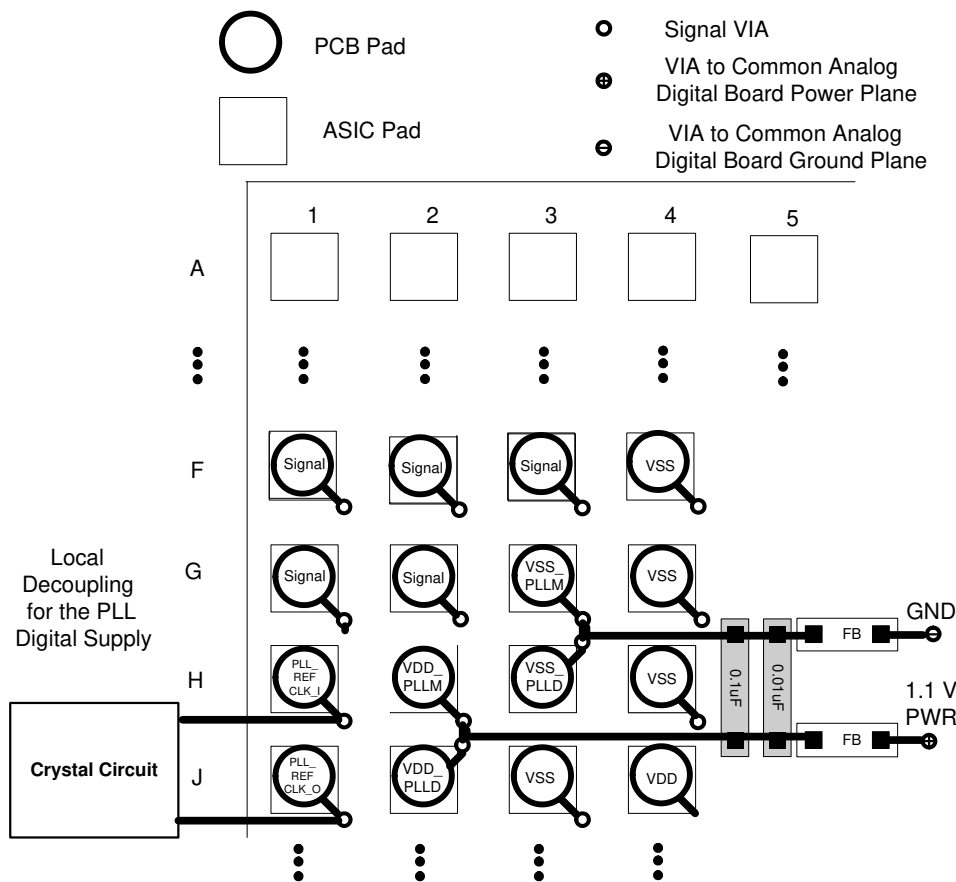 PCB Pad
Signal VIA
VIA to Common Analog
Digital Board Power Plane
ASIC Pad
VIA to Common Analog
Digital Board Ground Plane
1 2 3 4 5
A
F
Signal Signal Signal VSS
Local
Decoupling
for the PLL
Digital Supply
G
Signal Signal VSS_
PLLM VSS
GND
FB
H
PLL_
REF
CLK_I
VDD_
PLLM
VSS_
PLLD
VSS
0.1uF
0.01uF
1.1 V
PWR
FB
Crystal Circuit
J
PLL_
REF
CLK_O
VDD_
PLLD
VSS
VDD